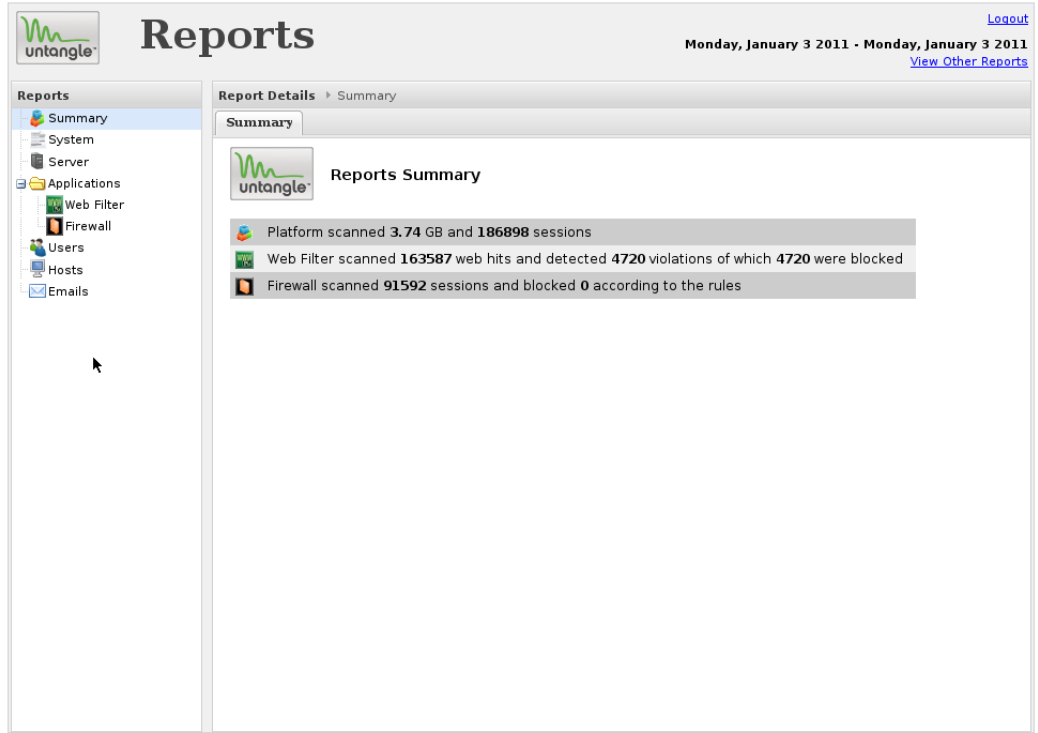 untangle
Reports
Logout
Monday, January 3 2011 - Monday, January 3 2011
View Other Reports
Reports
Summary
System
Server
Applications
Web Filter
Firewall
Users
Hosts
Emails
Report Details Summary
Summary
untangle
Reports Summary
Platform scanned 3.74 GB and 186898 sessions
Web Filter scanned 163587 web hits and detected 4720 violations of which 4720 were blocked
Firewall scanned 91592 sessions and blocked 0 according to the rules